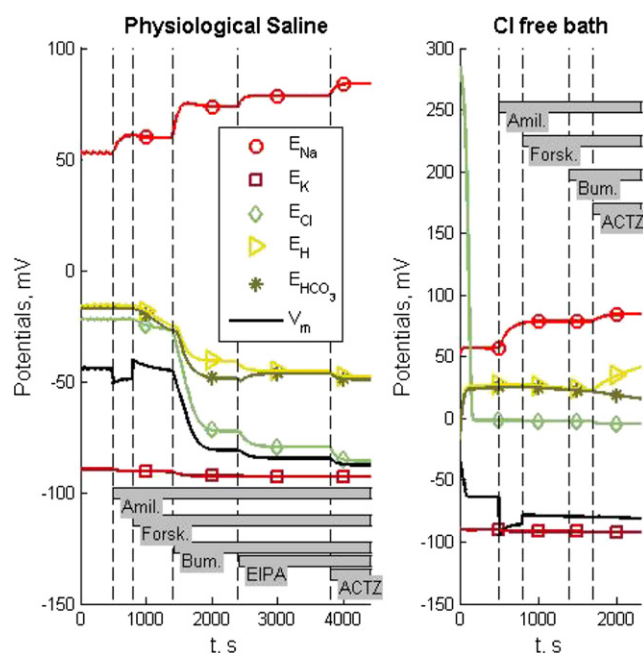 Physiological Saline
100
50
0
-50
-100
-150
Potentials, mV
0
1000
2000
3000
4000
t, s
E_Na
E_K
E_Cl
E_H
E_HCO3
V_m
Amil.
Forsk.
Bum.
EIPA
ACTZ
Cl free bath
300
250
200
150
100
50
0
-50
-100
-150
Potentials, mV
0
1000
2000
t, s
Amil.
Forsk.
Bum.
ACTZ